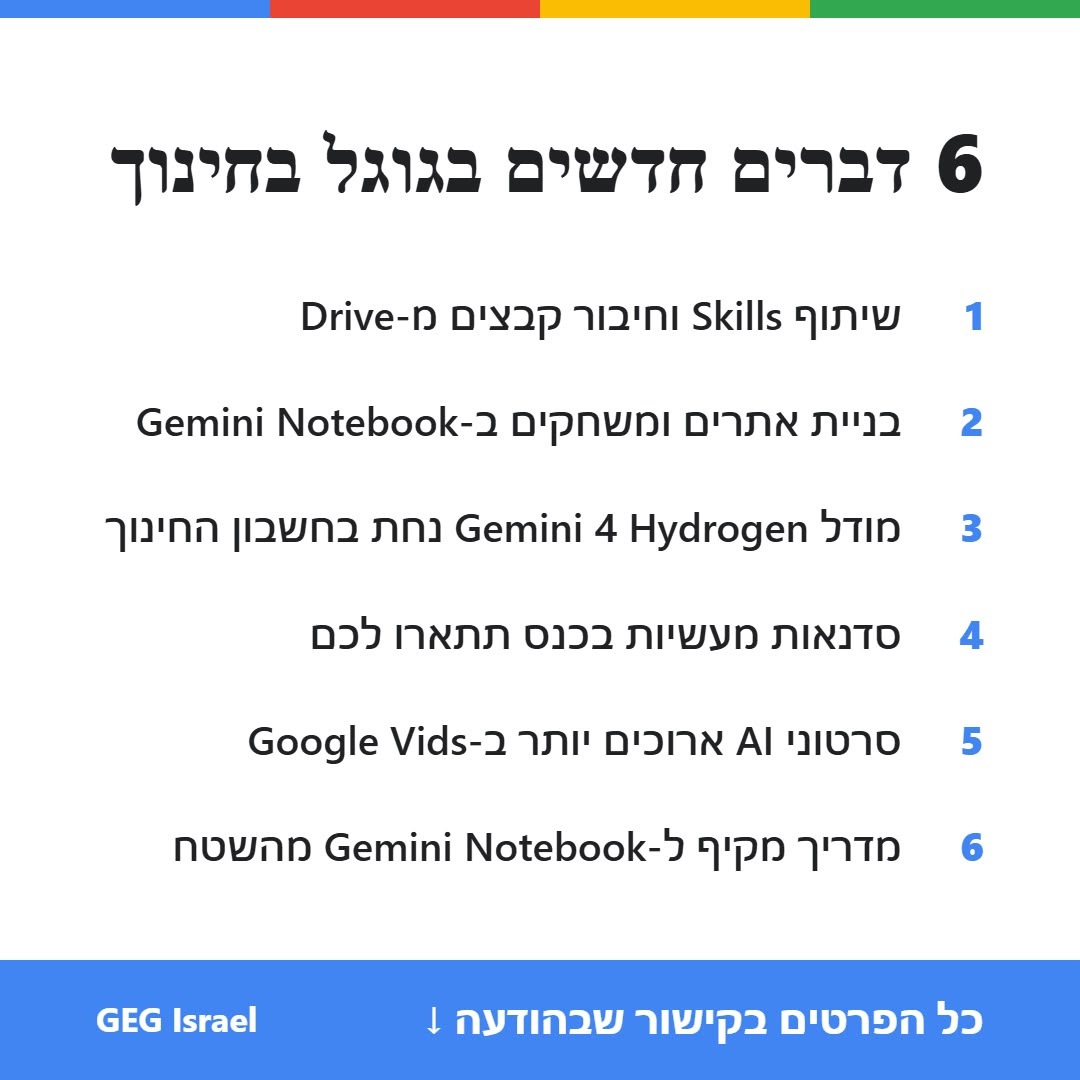 6 דברים חדשים בגוגל בחינוך
1 שיתוף Skills וחיבור קבצים מ-Drive
2 בניית אתרים ומשחקים ב-Gemini Notebook
3 מודל Gemini 4 Hydrogen נחת בחשבון החינוך
4 סדנאות מעשיות בכנס תתארו לכם
5 סרטוני AI ארוכים יותר ב-Google Vids
6 מדריך מקיף ל-Gemini Notebook מהשטח
כל הפרטים בקישור שבהודעה ↓
GEG Israel